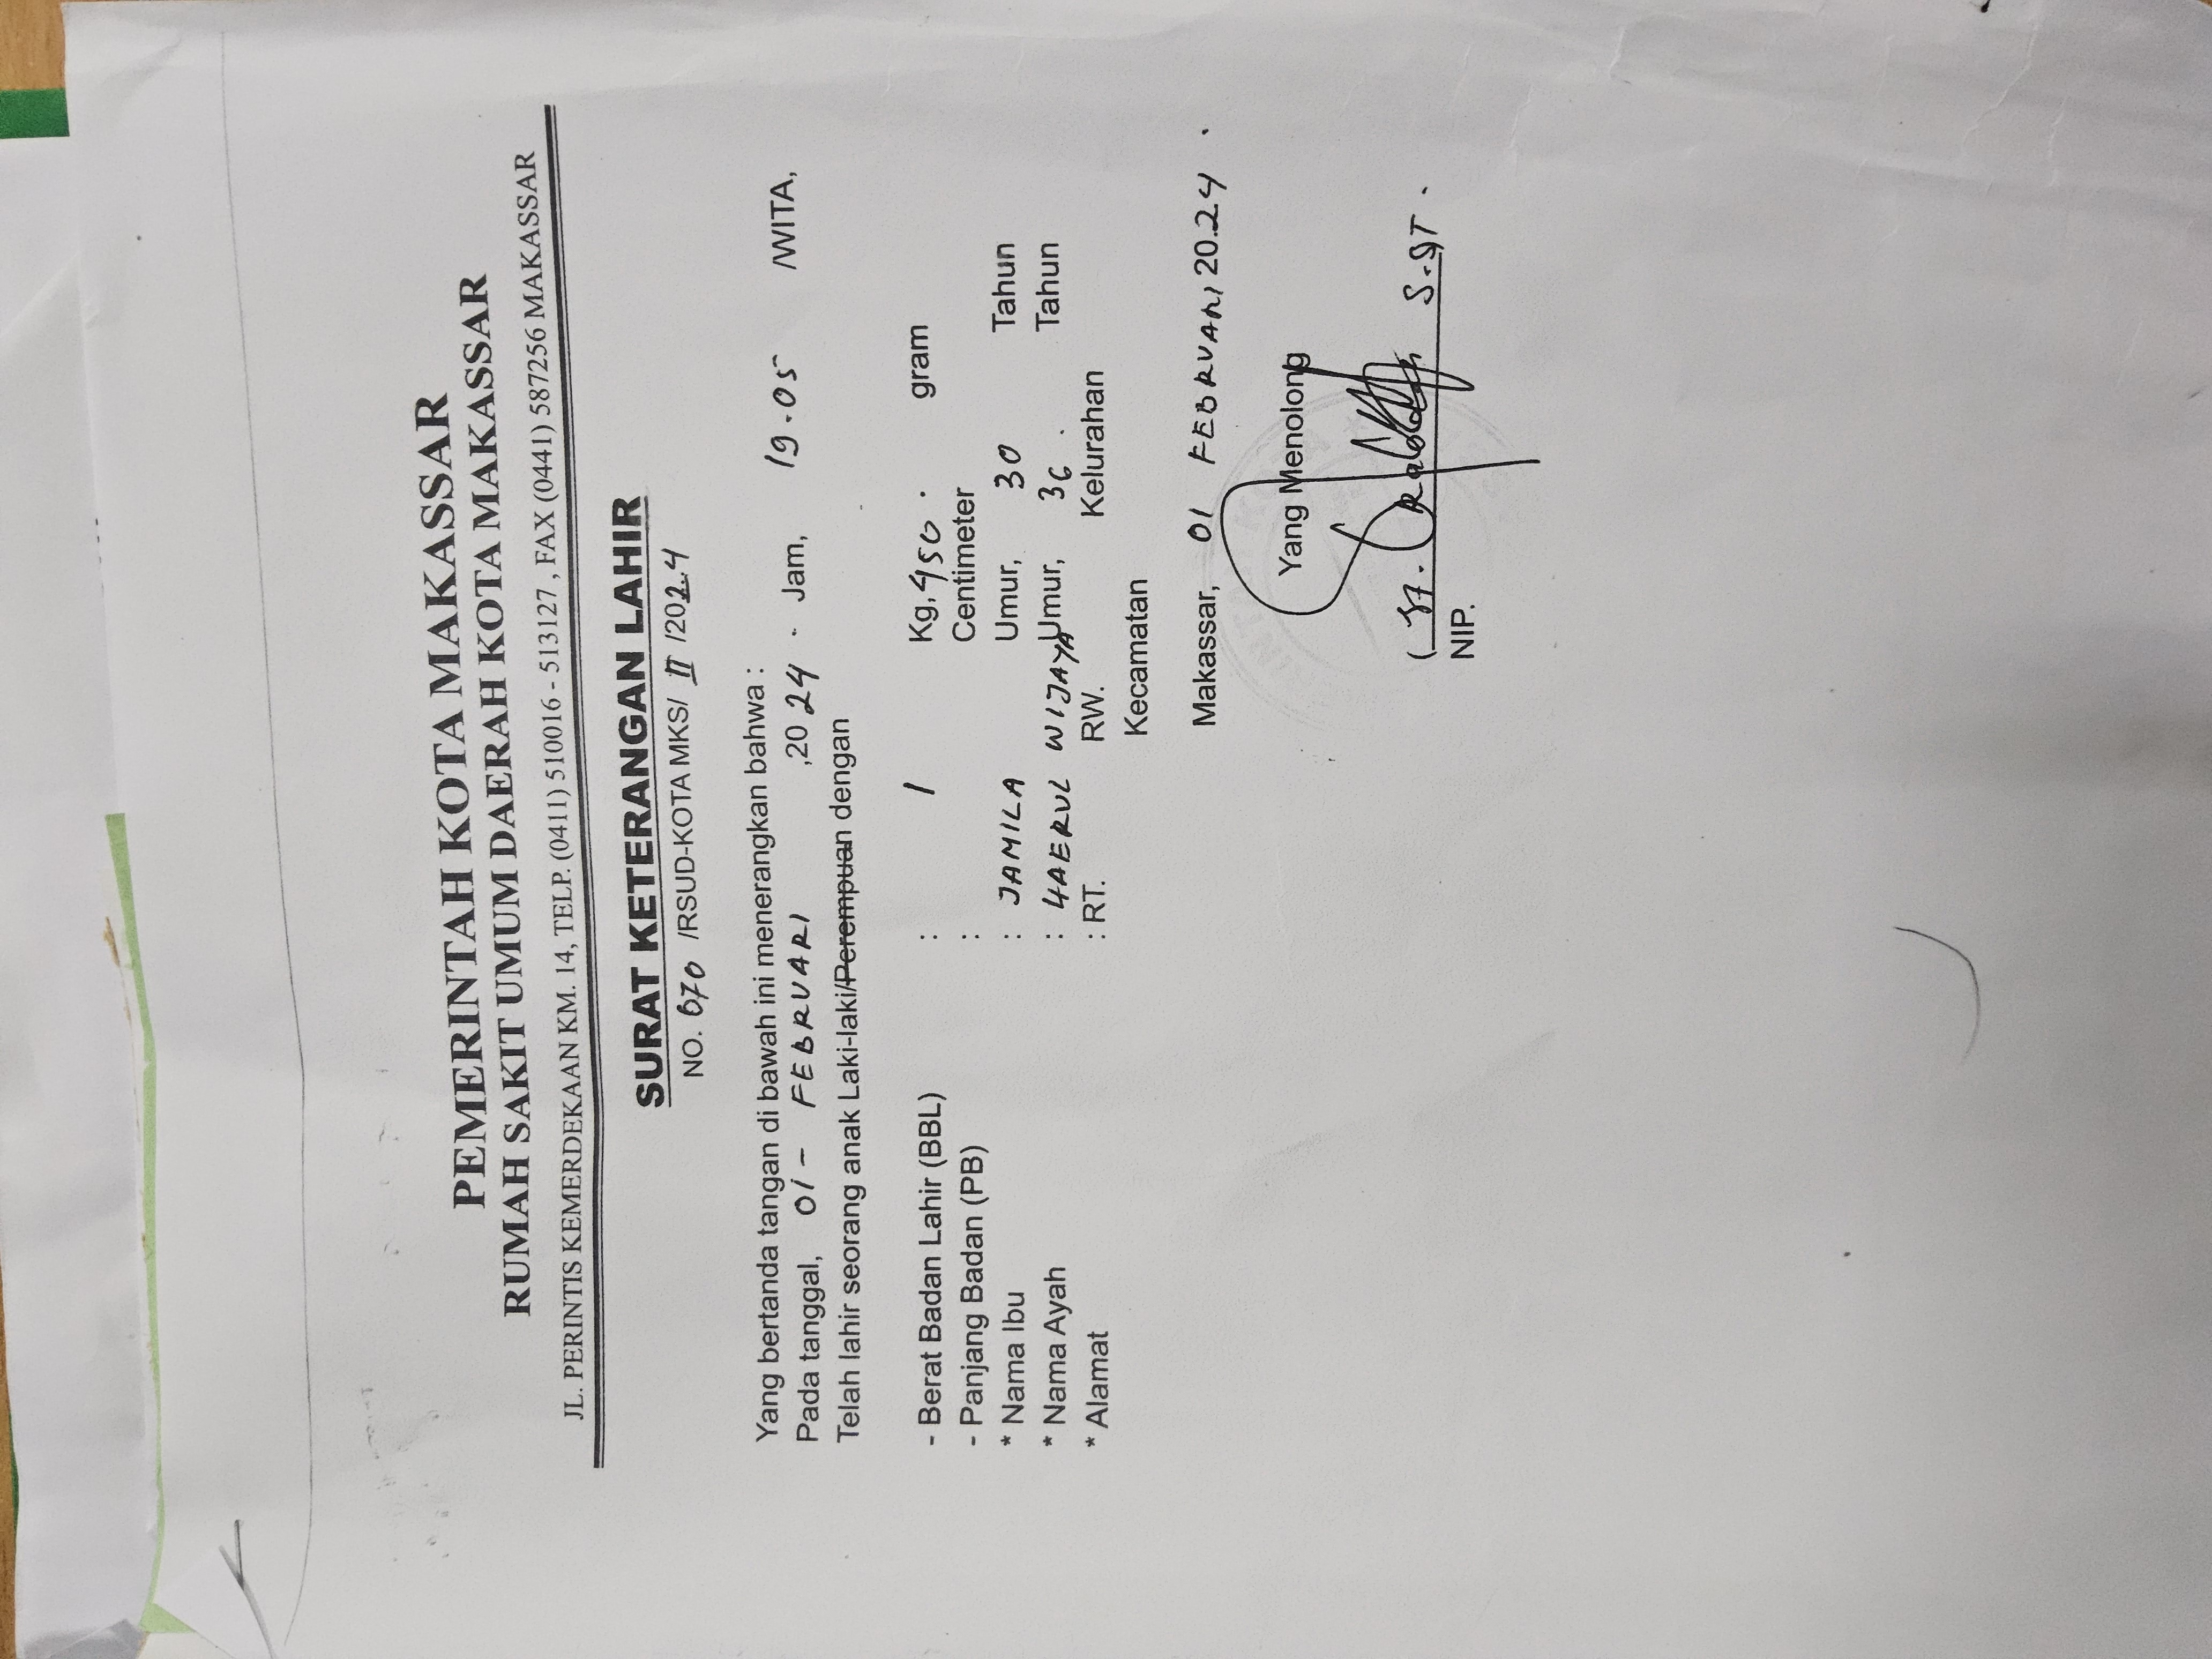 PEMERINTAH KOTA MAKASSAR
RUMAH SAKIT UMUM DAERAH KOTA MAKASSAR
JL. PERINTIS KEMERDEKAAN KM. 14, TELP. (0411) 510016 - 513127 , FAX (0441) 587256 MAKASSAR
SURAT KETERANGAN LAHIR
NO. 670 /RSUD-KOTA MKS/ II /2024
Yang bertanda tangan di bawah ini menerangkan bahwa :
Pada tanggal, 01 - FEBRUARI ,2024 . Jam, 19.05 /WITA,
Telah lahir seorang anak Laki-laki/Perempuan dengan
- Berat Badan Lahir (BBL) : 1 Kg, 450 . gram
- Panjang Badan (PB) : Centimeter
* Nama Ibu : JAMILA Umur, 30 Tahun
* Nama Ayah : HAERUL WIJAYA Umur, 36 . Tahun
* Alamat : RT. RW. Kelurahan
Kecamatan
Makassar, 01 FEBRUARI 20.24 .
Yang Menolong
( ST. S.ST .
NIP.